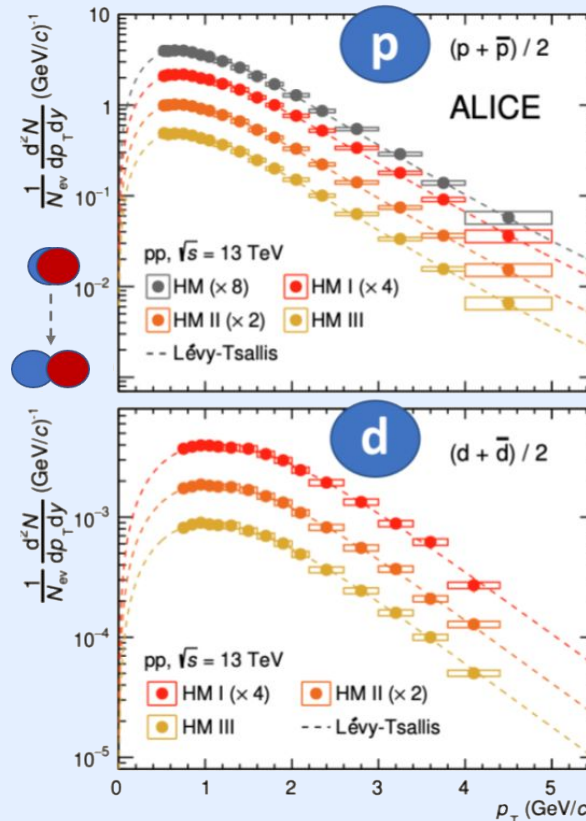 p
(p + p̅) / 2
ALICE
1/N_ev d²N/dp_T dy (GeV/c)⁻¹
10
1
10⁻¹
10⁻²
pp, √s = 13 TeV
HM (× 8)
HM I (× 4)
HM II (× 2)
HM III
Lévy-Tsallis
d
(d + d̅) / 2
1/N_ev d²N/dp_T dy (GeV/c)⁻¹
10⁻³
10⁻⁴
10⁻⁵
pp, √s = 13 TeV
HM I (× 4)
HM II (× 2)
HM III
Lévy-Tsallis
0 1 2 3 4 5
p_T (GeV/c